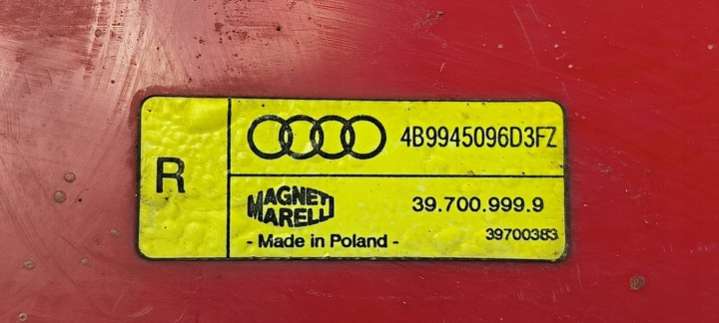 R
4B9945096D3FZ
MAGNETI
MARELLI
39.700.999.9
- Made in Poland -
39700383